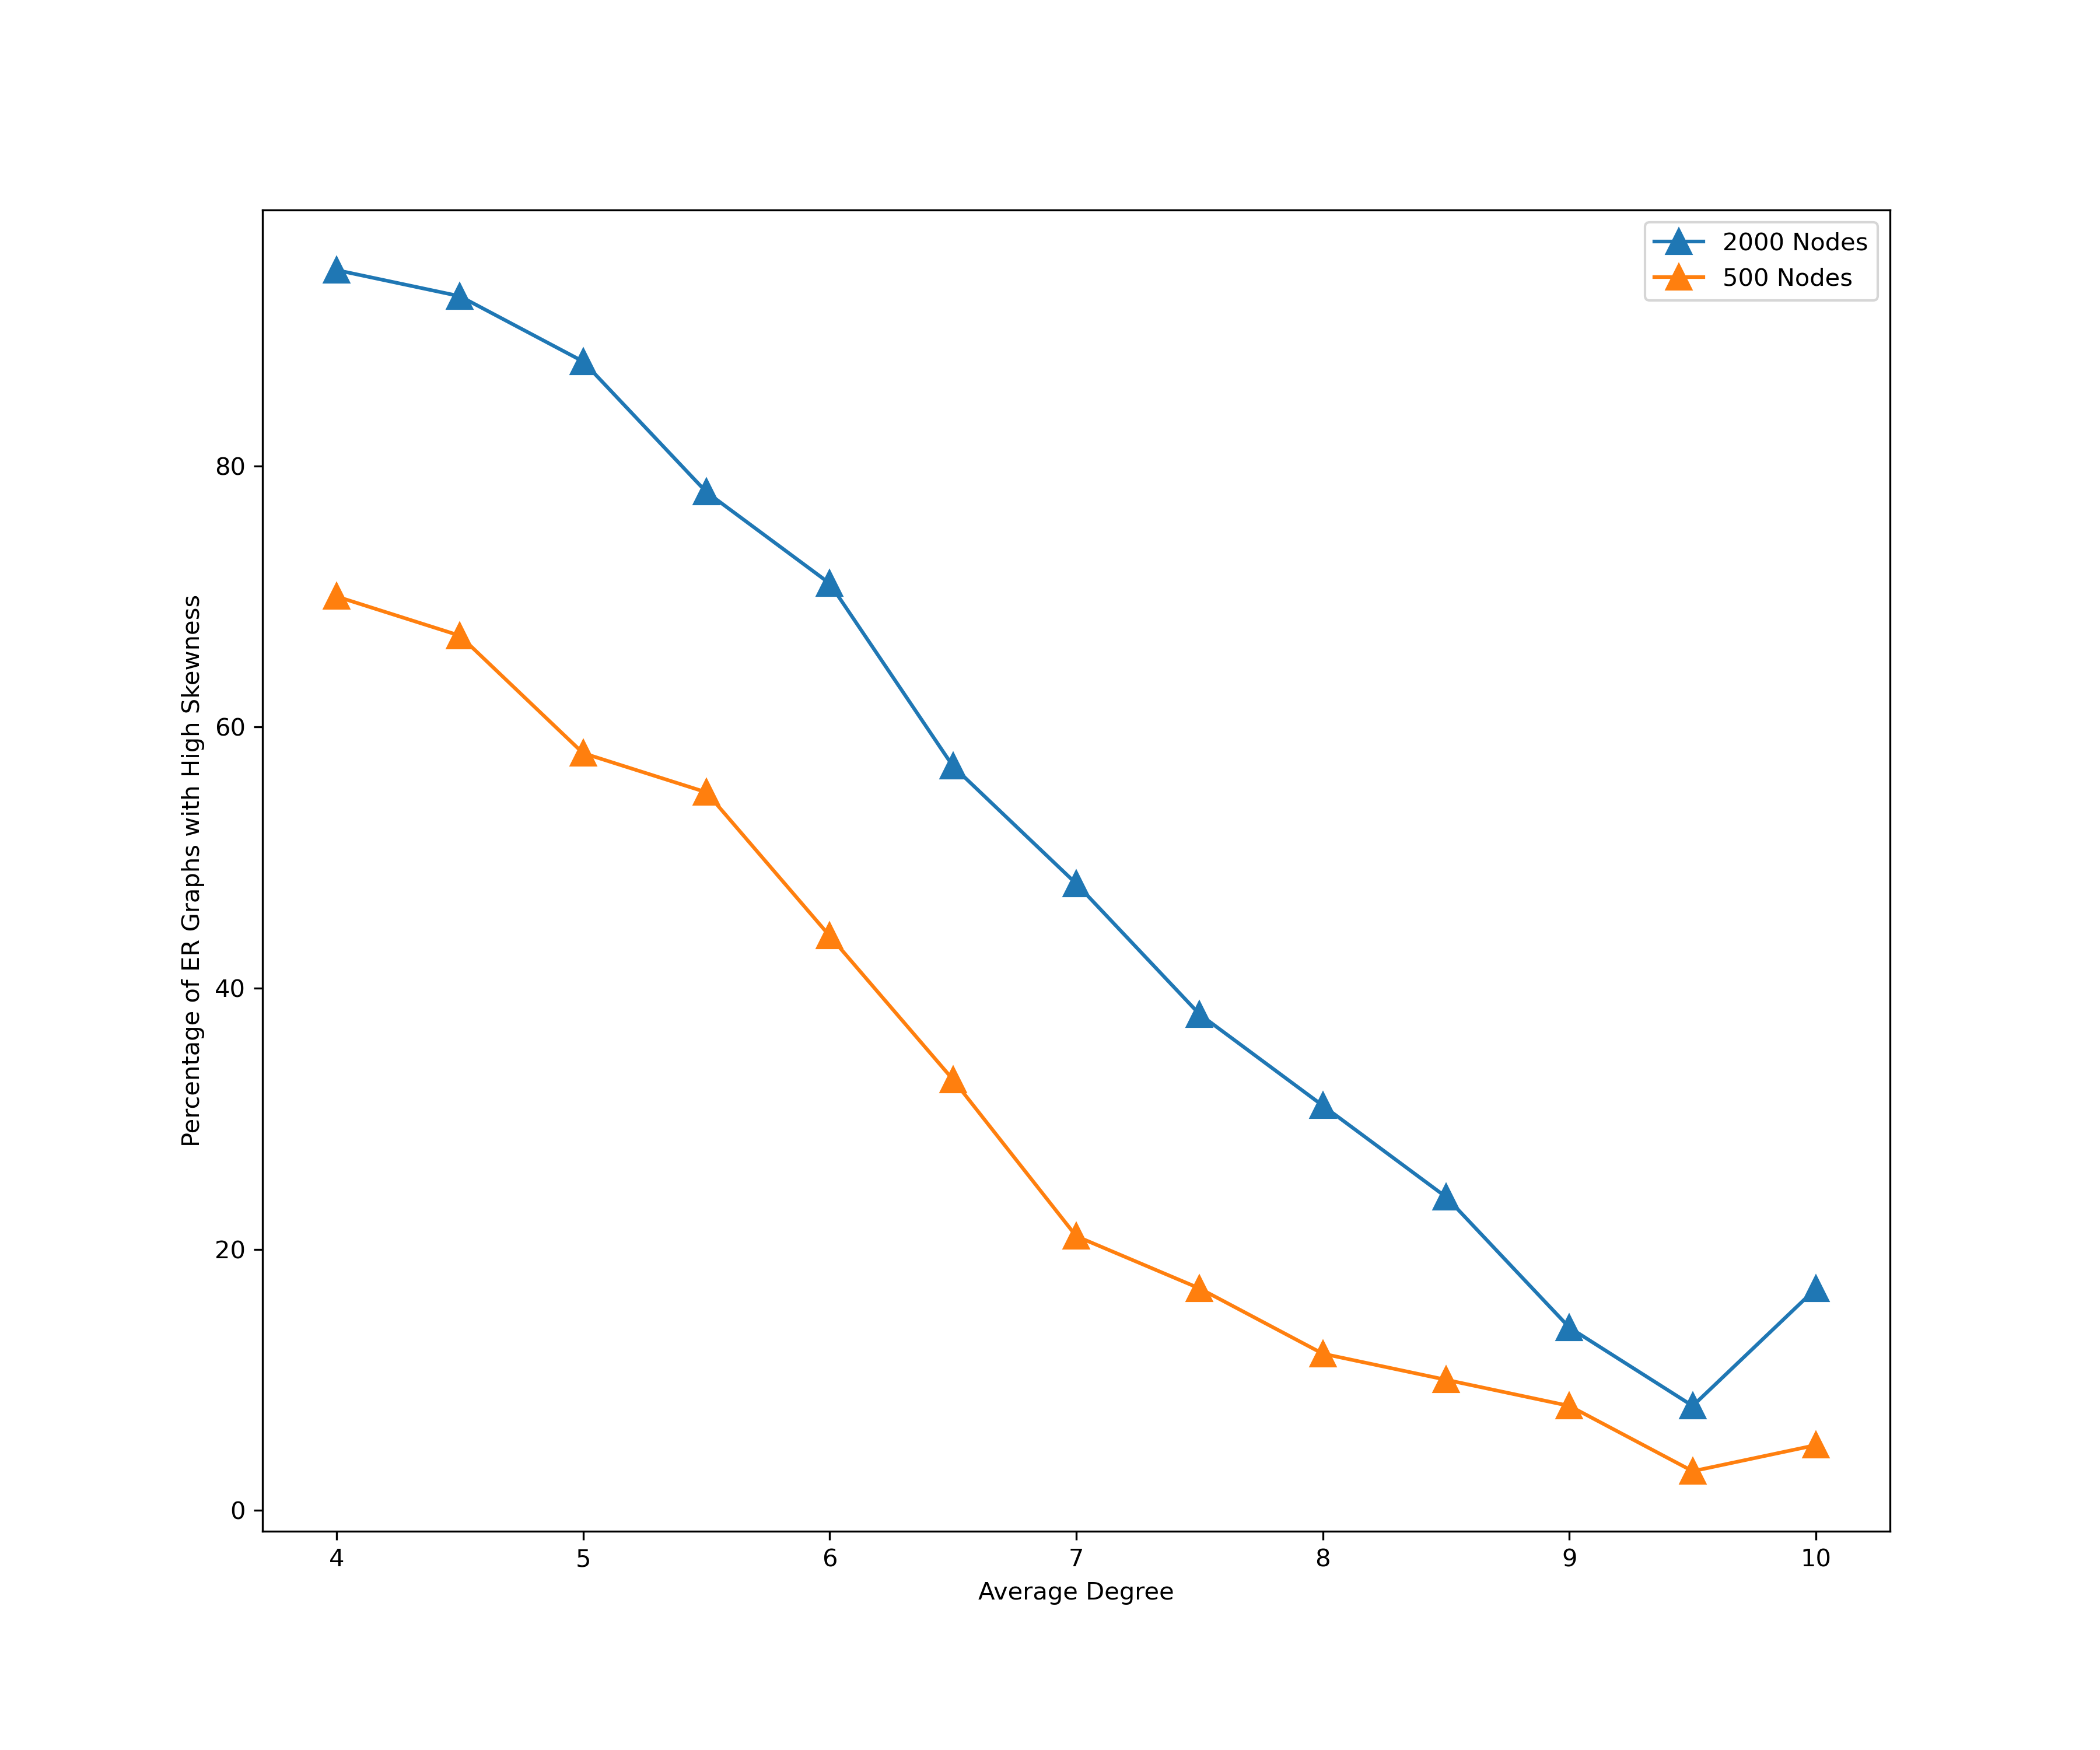 2000 Nodes
500 Nodes
Percentage of ER Graphs with High Skewness
80
60
40
20
0
4 5 6 7 8 9 10
Average Degree